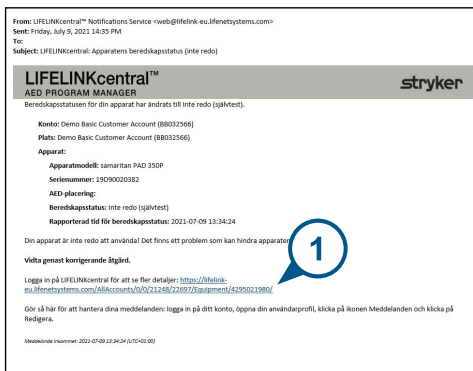 From: LIFELINKcentral™ Notifications Service <web@lifelink-eu.lifenetsystems.com>
Sent: Friday, July 9, 2021 14:35 PM
To:
Subject: LIFELINKcentral: Apparatens beredskapsstatus (inte redo)
LIFELINKcentral™
AED PROGRAM MANAGER
stryker
Beredskapsstatusen för din apparat har ändrats till Inte redo (självtest).
Konto: Demo Basic Customer Account (BB032566)
Plats: Demo Basic Customer Account (BB032566)
Apparat:
Apparatmodell: samaritan PAD 350P
Serienummer: 19D90020382
AED-placering:
Beredskapsstatus: Inte redo (självtest)
Rapporterad tid för beredskapsstatus: 2021-07-09 13:34:24
Din apparat är inte redo att använda! Det finns ett problem som kan hindra apparaten
1
Vidta genast korrigerande åtgärd.
Logga in på LIFELINKcentral för att se fler detaljer: https://lifelink-
eu.lifenetsystems.com/AllAccounts/0/0/21248/22697/Equipment/4295021980/
Gör så här för att hantera dina meddelanden: logga in på ditt konto, öppna din användarprofil, klicka på ikonen Meddelanden och klicka på
Redigera.
Meddelande inkommet: 2021-07-09 13:34:24 (UTC+01:00)